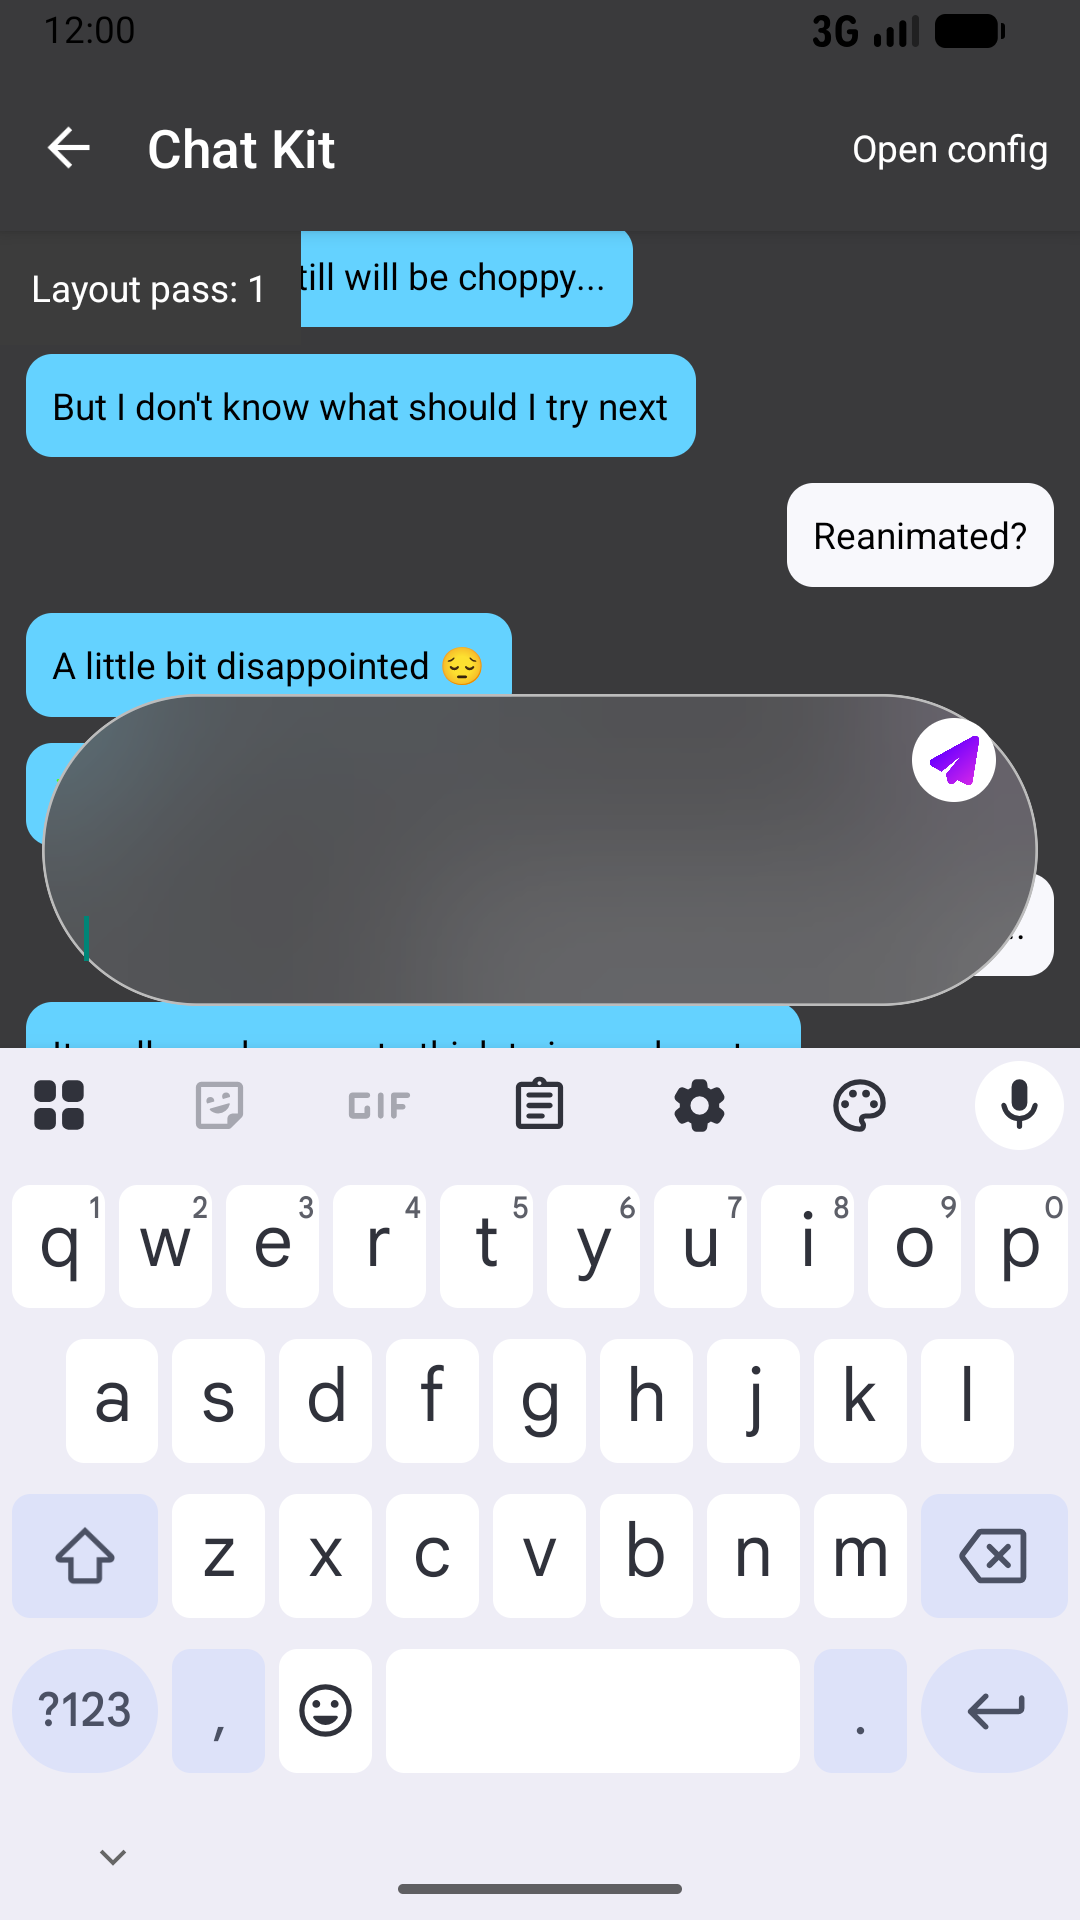 12:00 3G
Chat Kit Open config
Layout pass: 1
till will be choppy...
But I don't know what should I try next
Reanimated?
A little bit disappointed 😔
GIF
q1 w2 e3 r4 t5 y6 u7 i8 o9 p0
a s d f g h j k l
z x c v b n m
?123 , .